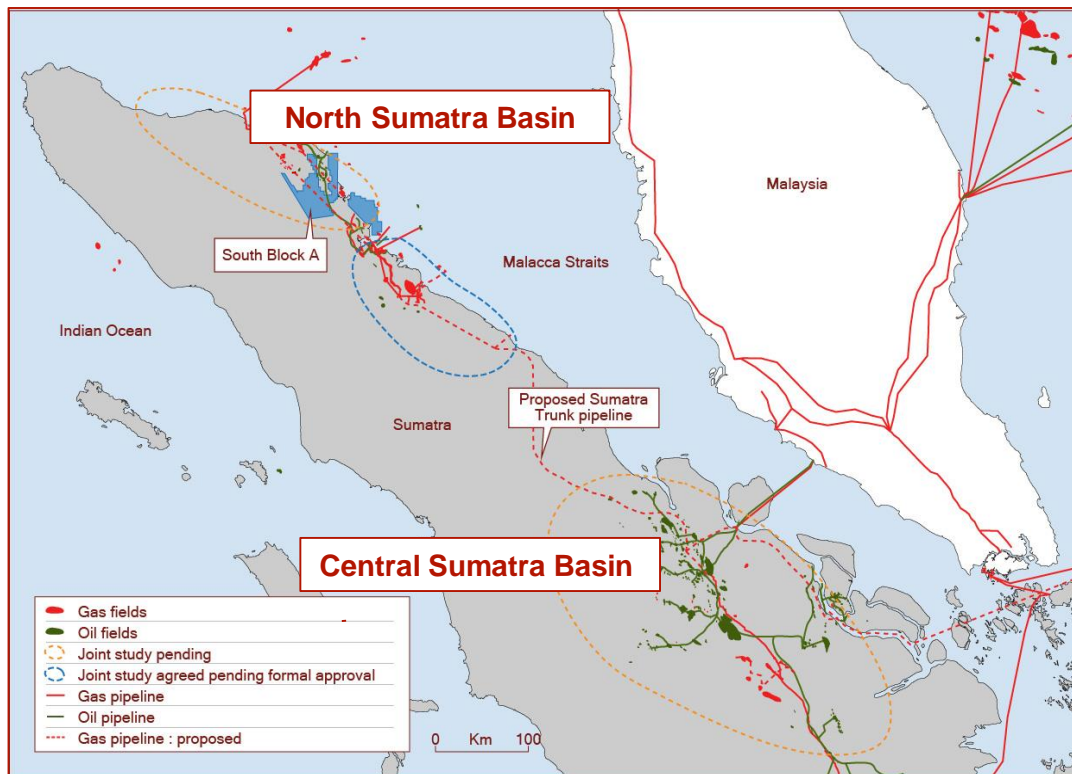 North Sumatra Basin
Malaysia
South Block A
Malacca Straits
Indian Ocean
Proposed Sumatra
Trunk pipeline
Sumatra
Central Sumatra Basin
Gas fields
Oil fields
Joint study pending
Joint study agreed pending formal approval
Gas pipeline
Oil pipeline
Gas pipeline : proposed
0 Km 100